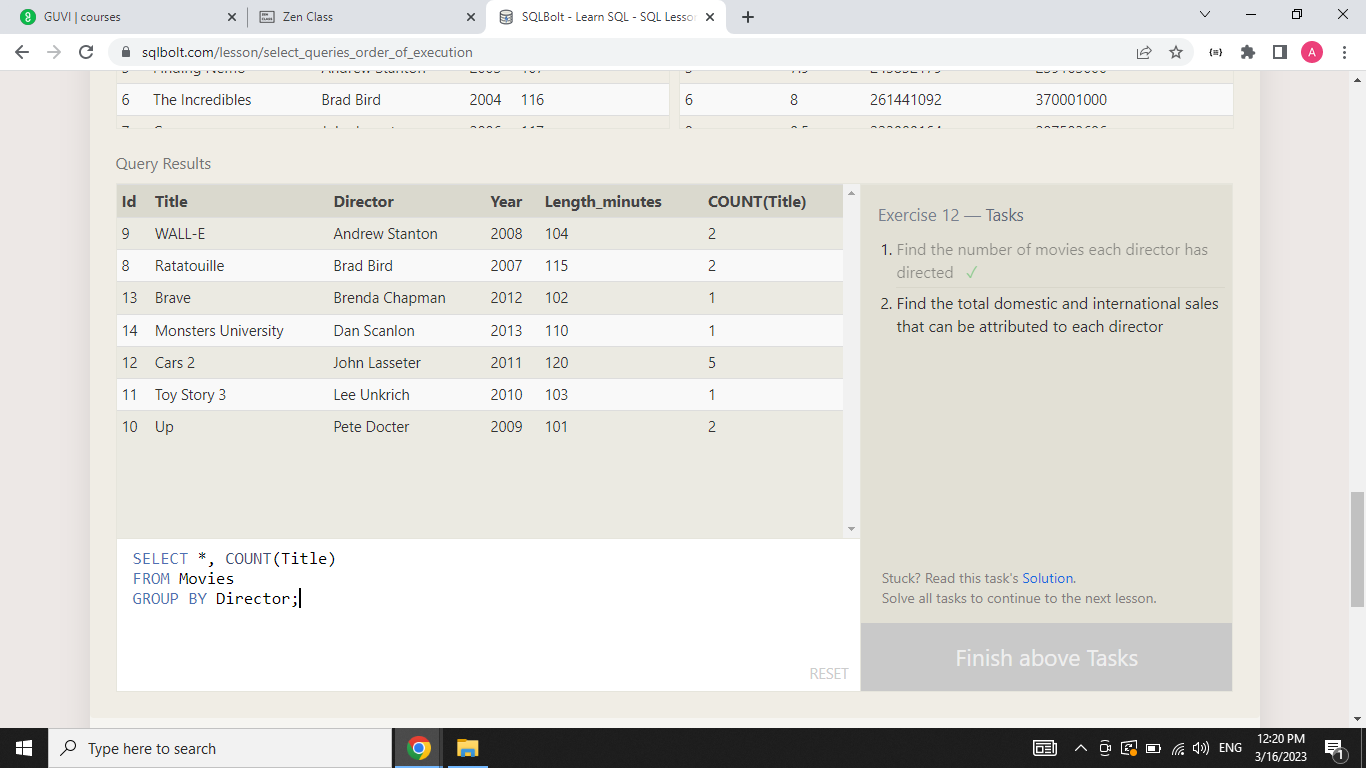 GUVI | courses
Zen Class
SQLBolt - Learn SQL - SQL Lesso
sqlbolt.com/lesson/select_queries_order_of_execution
A
6 The Incredibles Brad Bird 2004 116
6 8 261441092 370001000
Query Results
Id Title Director Year Length_minutes COUNT(Title)
9 WALL-E Andrew Stanton 2008 104 2
8 Ratatouille Brad Bird 2007 115 2
13 Brave Brenda Chapman 2012 102 1
14 Monsters University Dan Scanlon 2013 110 1
12 Cars 2 John Lasseter 2011 120 5
11 Toy Story 3 Lee Unkrich 2010 103 1
10 Up Pete Docter 2009 101 2
Exercise 12 — Tasks
1. Find the number of movies each director has
directed ✓
2. Find the total domestic and international sales
that can be attributed to each director
SELECT *, COUNT(Title)
FROM Movies
GROUP BY Director;
RESET
Stuck? Read this task's Solution.
Solve all tasks to continue to the next lesson.
Finish above Tasks
Type here to search
ENG
12:20 PM
3/16/2023
1